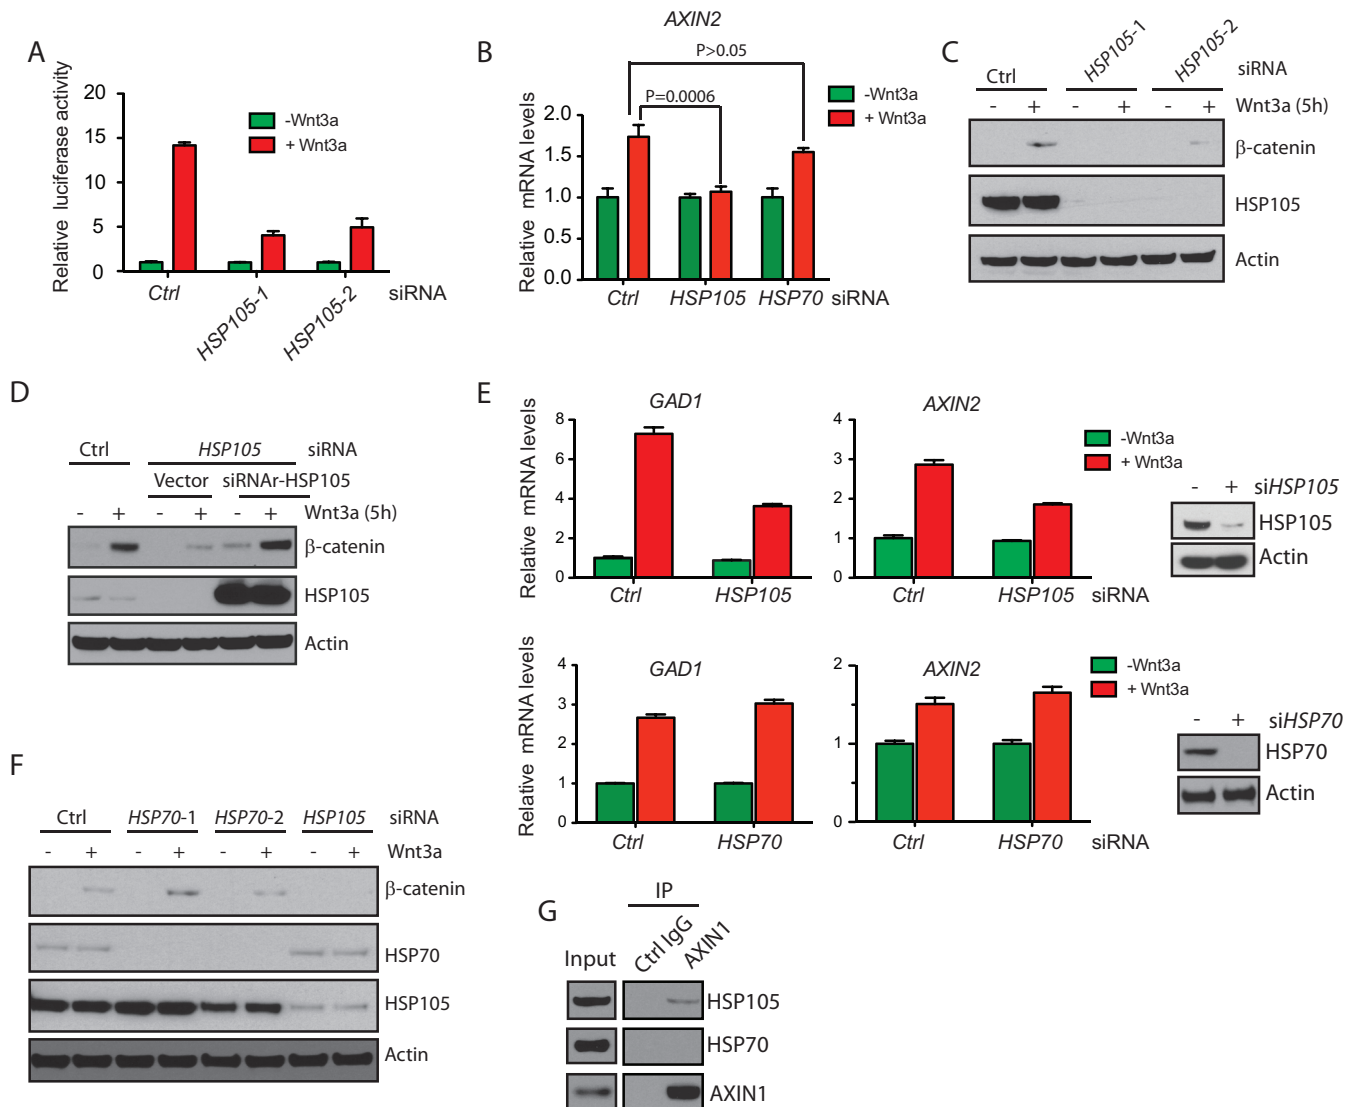 A
Relative luciferase activity
20
15
10
5
0
-Wnt3a
+ Wnt3a
Ctrl
HSP105-1
HSP105-2
siRNA
B
AXIN2
P>0.05
P=0.0006
-Wnt3a
+ Wnt3a
Relative mRNA levels
2.0
1.5
1.0
0.5
0.0
Ctrl
HSP105
HSP70
siRNA
C
Ctrl
HSP105-1
HSP105-2
siRNA
- + - + - + Wnt3a (5h)
β-catenin
HSP105
Actin
D
Ctrl
HSP105
siRNA
Vector
siRNAr-HSP105
- + - + - + Wnt3a (5h)
β-catenin
HSP105
Actin
E
GAD1
Relative mRNA levels
8
6
4
2
0
Ctrl
HSP105
AXIN2
4
3
2
1
0
Ctrl
HSP105
siRNA
-Wnt3a
+ Wnt3a
- + siHSP105
HSP105
Actin
GAD1
Relative mRNA levels
4
3
2
1
0
Ctrl
HSP70
AXIN2
2
1
0
Ctrl
HSP70
siRNA
-Wnt3a
+ Wnt3a
- + siHSP70
HSP70
Actin
F
Ctrl
HSP70-1
HSP70-2
HSP105
siRNA
- + - + - + - + Wnt3a
β-catenin
HSP70
HSP105
Actin
G
IP
Input
Ctrl IgG
AXIN1
HSP105
HSP70
AXIN1